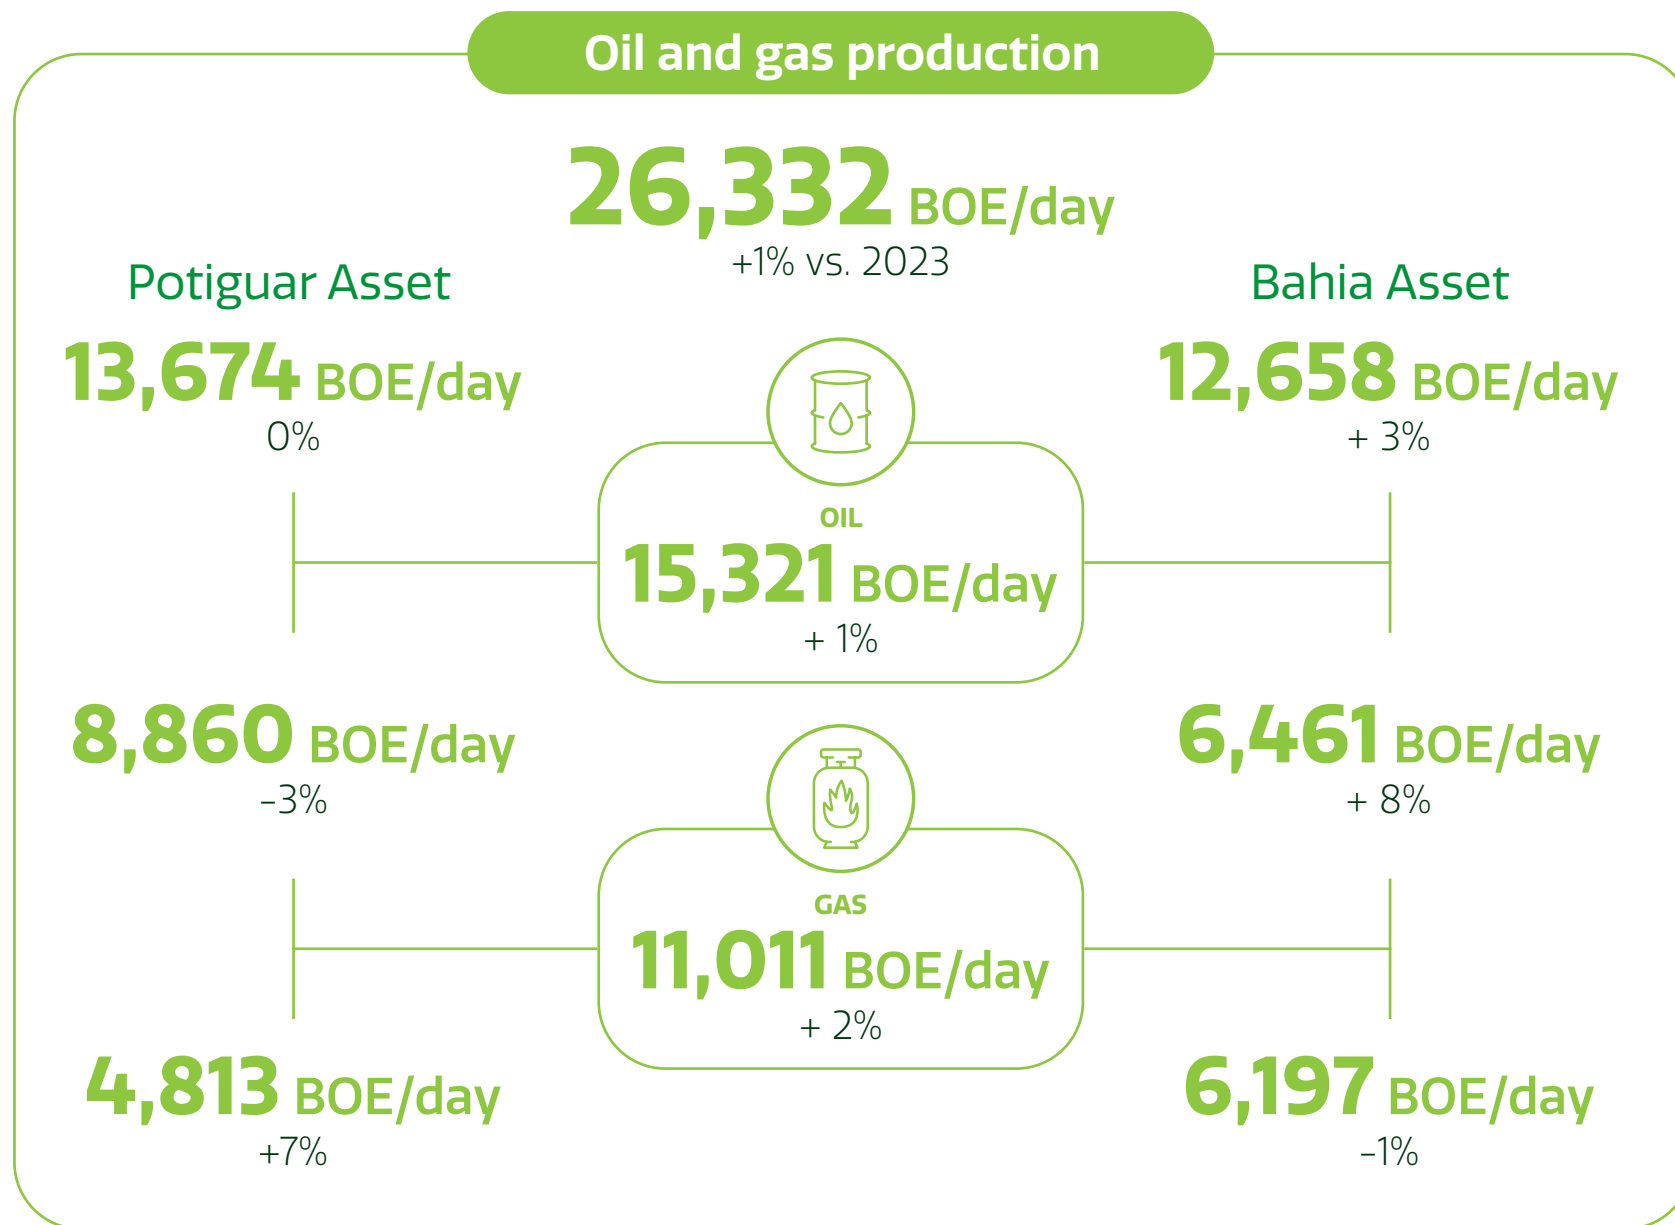 Oil and gas production
26,332 BOE/day
+1% vs. 2023
Potiguar Asset
13,674 BOE/day
0%
Bahia Asset
12,658 BOE/day
+ 3%
OIL
15,321 BOE/day
+ 1%
8,860 BOE/day
-3%
6,461 BOE/day
+ 8%
GAS
11,011 BOE/day
+ 2%
4,813 BOE/day
+7%
6,197 BOE/day
-1%